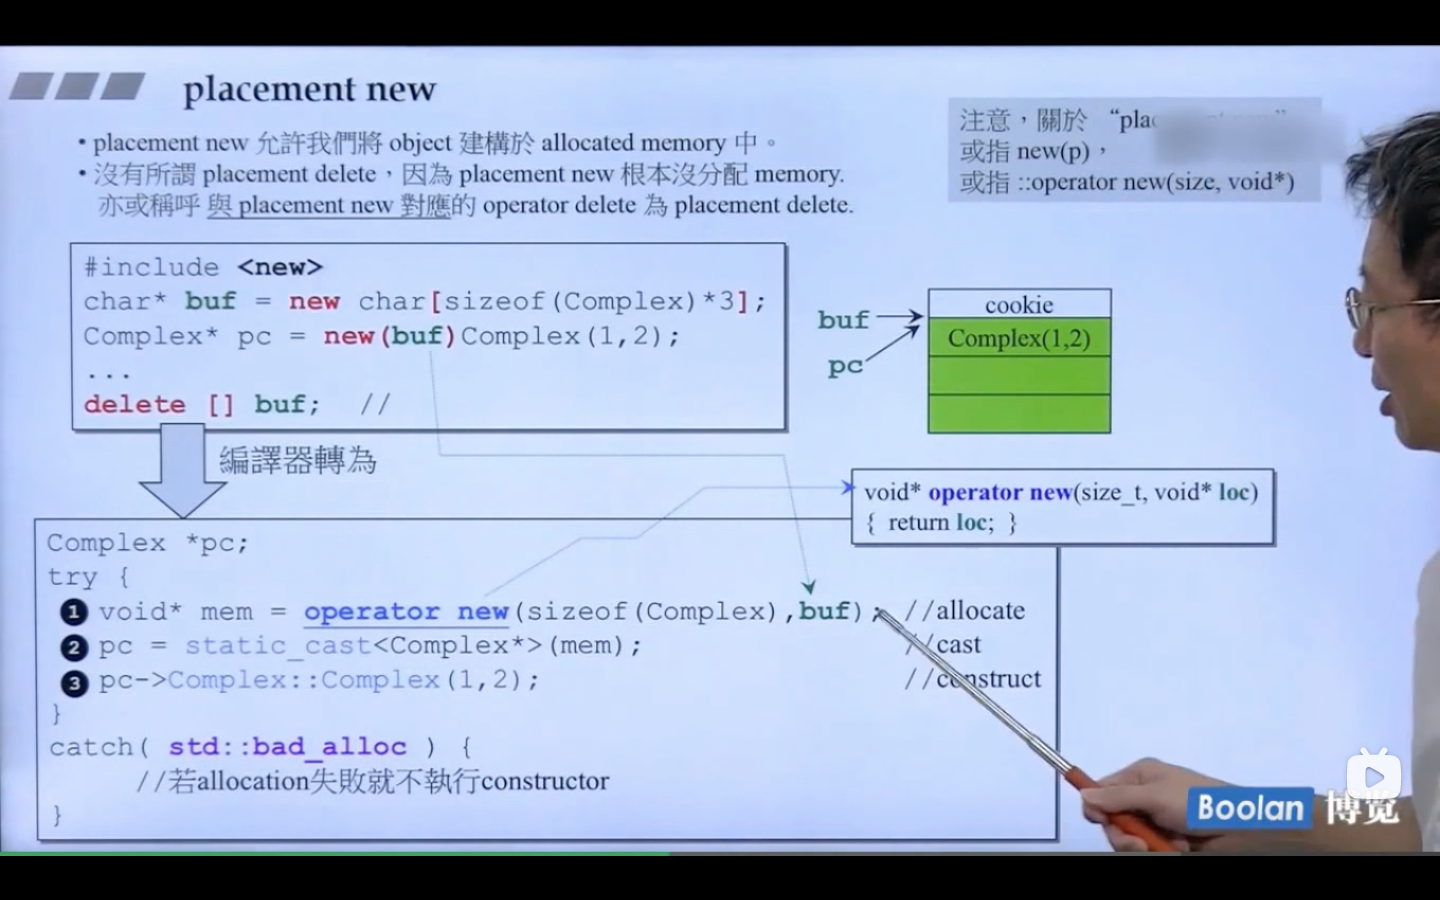 placement new
• placement new 允許我們將 object 建構於 allocated memory 中。
• 沒有所謂 placement delete,因為 placement new 根本沒分配 memory.
亦或稱呼 與 placement new 對應的 operator delete 為 placement delete.
注意,關於
或指 new(p),
或指 ::operator new(size, void*)
#include <new>
char* buf = new char[sizeof(Complex)*3];
Complex* pc = new(buf)Complex(1,2);
...
delete [] buf; //
buf
pc
cookie
Complex(1,2)
編譯器轉為
void* operator new(size_t, void* loc)
{ return loc; }
Complex *pc;
try {
1 void* mem = operator new(sizeof(Complex),buf); //allocate
2 pc = static_cast<Complex*>(mem); //cast
3 pc->Complex::Complex(1,2); //construct
}
catch( std::bad_alloc ) {
//若allocation失敗就不執行constructor
}
Boolan 博览